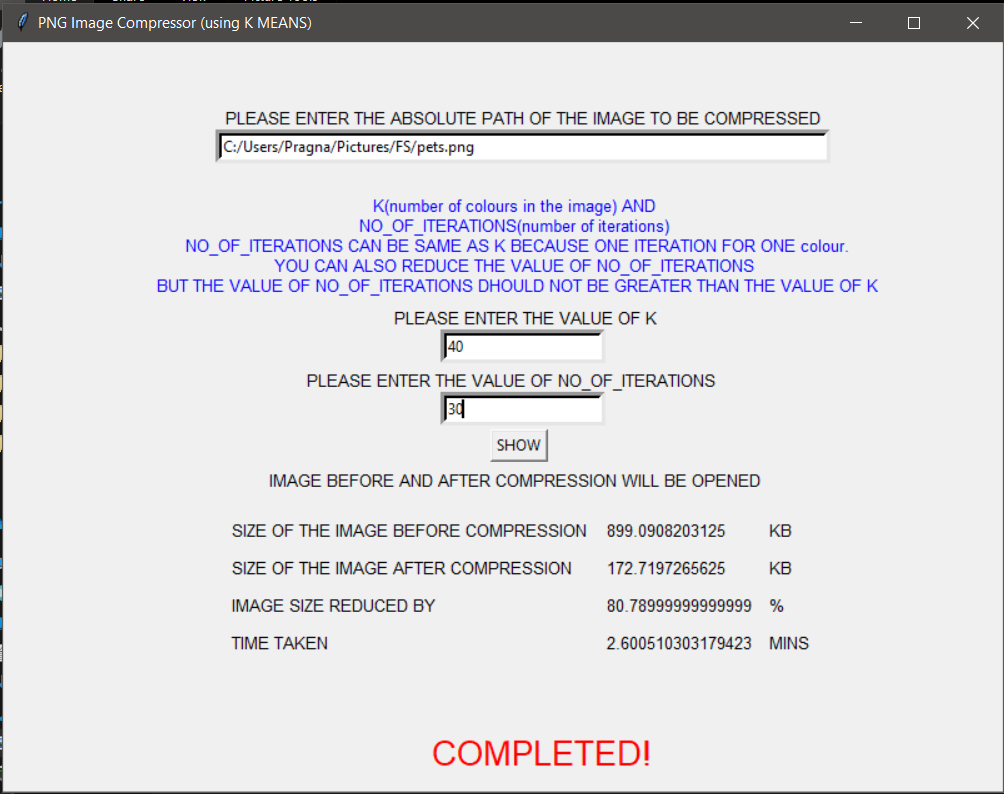 PNG Image Compressor (using K MEANS)
PLEASE ENTER THE ABSOLUTE PATH OF THE IMAGE TO BE COMPRESSED
C:/Users/Pragna/Pictures/FS/pets.png
K(number of colours in the image) AND
NO_OF_ITERATIONS(number of iterations)
NO_OF_ITERATIONS CAN BE SAME AS K BECAUSE ONE ITERATION FOR ONE colour.
YOU CAN ALSO REDUCE THE VALUE OF NO_OF_ITERATIONS
BUT THE VALUE OF NO_OF_ITERATIONS DHOULD NOT BE GREATER THAN THE VALUE OF K
PLEASE ENTER THE VALUE OF K
40
PLEASE ENTER THE VALUE OF NO_OF_ITERATIONS
30
SHOW
IMAGE BEFORE AND AFTER COMPRESSION WILL BE OPENED
SIZE OF THE IMAGE BEFORE COMPRESSION 899.0908203125 KB
SIZE OF THE IMAGE AFTER COMPRESSION 172.7197265625 KB
IMAGE SIZE REDUCED BY 80.78999999999999 %
TIME TAKEN 2.600510303179423 MINS
COMPLETED!